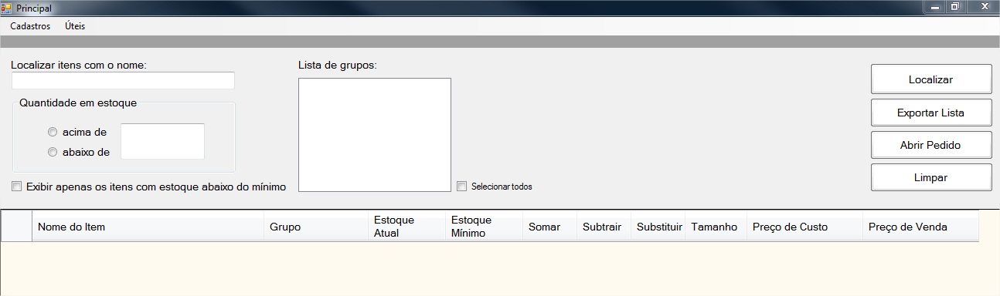 Principal
Cadastros Úteis
Localizar itens com o nome:
Quantidade em estoque
acima de
abaixo de
Exibir apenas os itens com estoque abaixo do mínimo
Lista de grupos:
Selecionar todos
Localizar
Exportar Lista
Abrir Pedido
Limpar
Nome do Item Grupo Estoque Atual Estoque Mínimo Somar Subtrair Substituir Tamanho Preço de Custo Preço de Venda